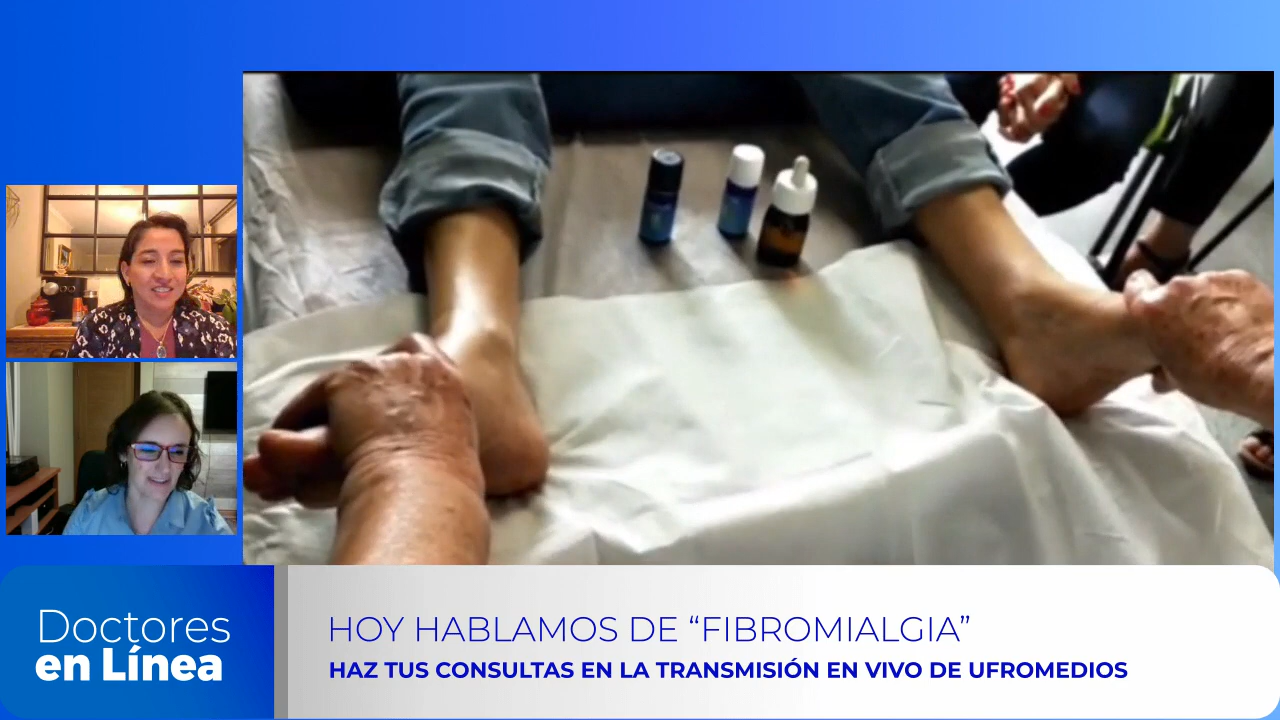 Doctores
en Línea
HOY HABLAMOS DE “FIBROMIALGIA”
HAZ TUS CONSULTAS EN LA TRANSMISIÓN EN VIVO DE UFROMEDIOS